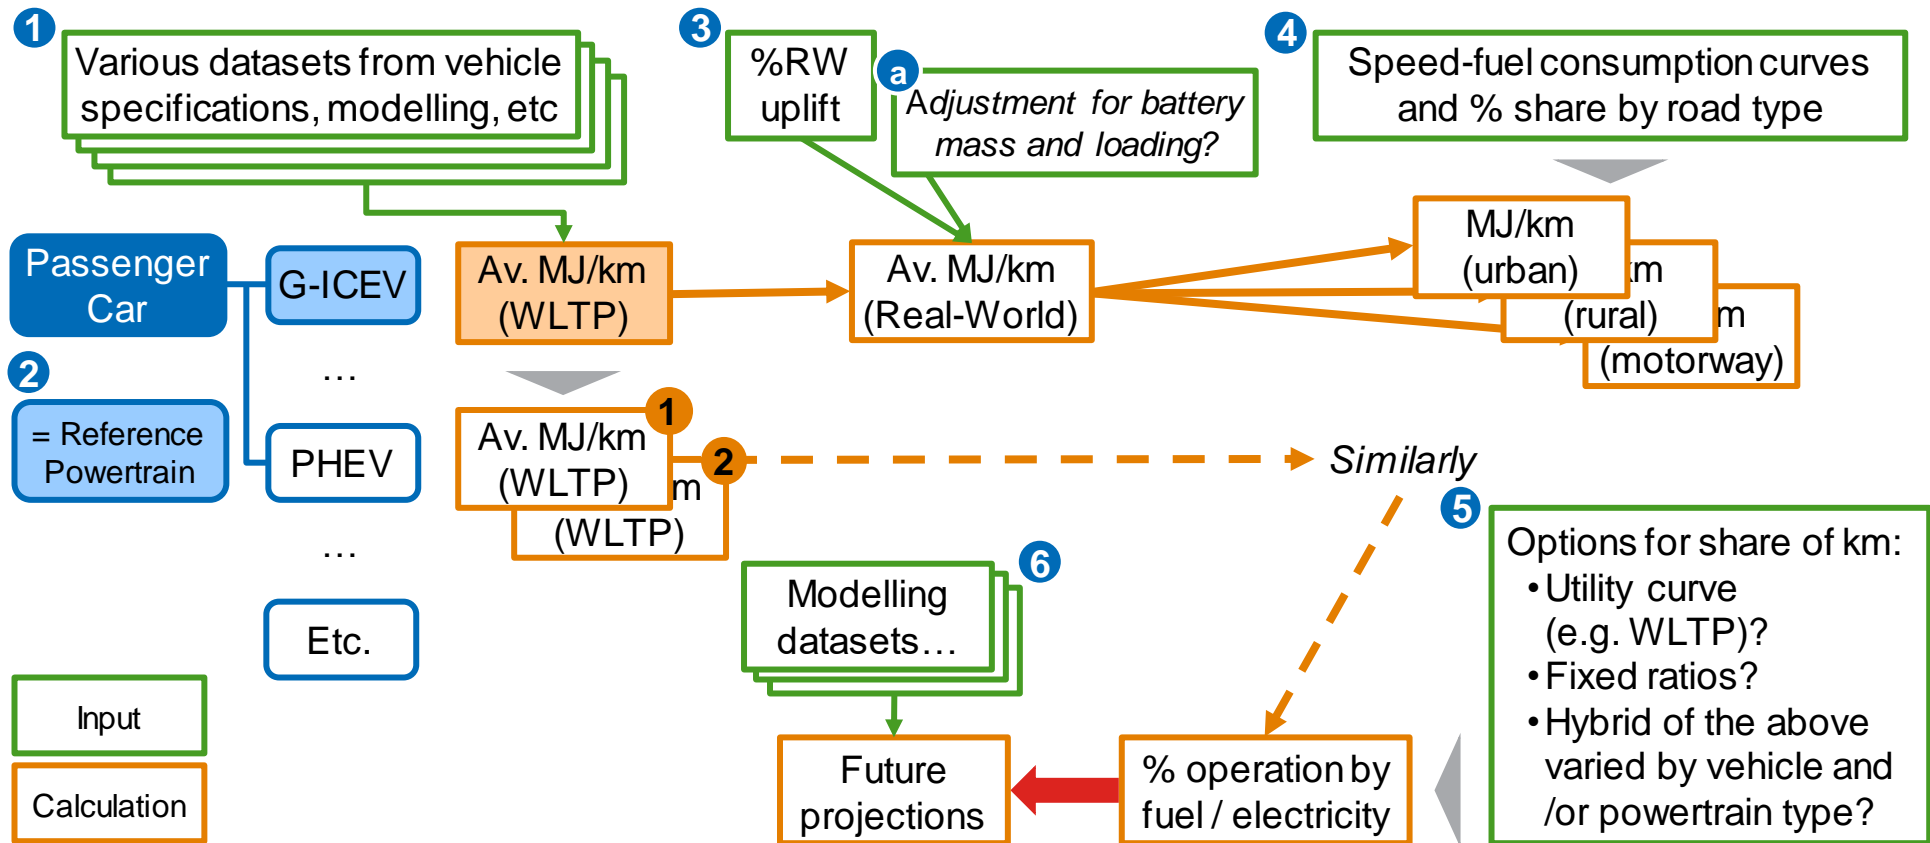 1
Various datasets from vehicle
specifications, modelling, etc
3
%RW
uplift
a
Adjustment for battery
mass and loading?
4
Speed-fuel consumption curves
and % share by road type
Passenger
Car
G-ICEV
Av. MJ/km
(WLTP)
Av. MJ/km
(Real-World)
MJ/km
(urban)
km
(rural)
m
(motorway)
2
= Reference
Powertrain
...
PHEV
...
Etc.
Av. MJ/km
(WLTP)
1
2
m
(WLTP)
Similarly
5
Options for share of km:
•Utility curve
(e.g. WLTP)?
•Fixed ratios?
•Hybrid of the above
varied by vehicle and
/or powertrain type?
6
Modelling
datasets...
Future
projections
% operation by
fuel / electricity
Input
Calculation